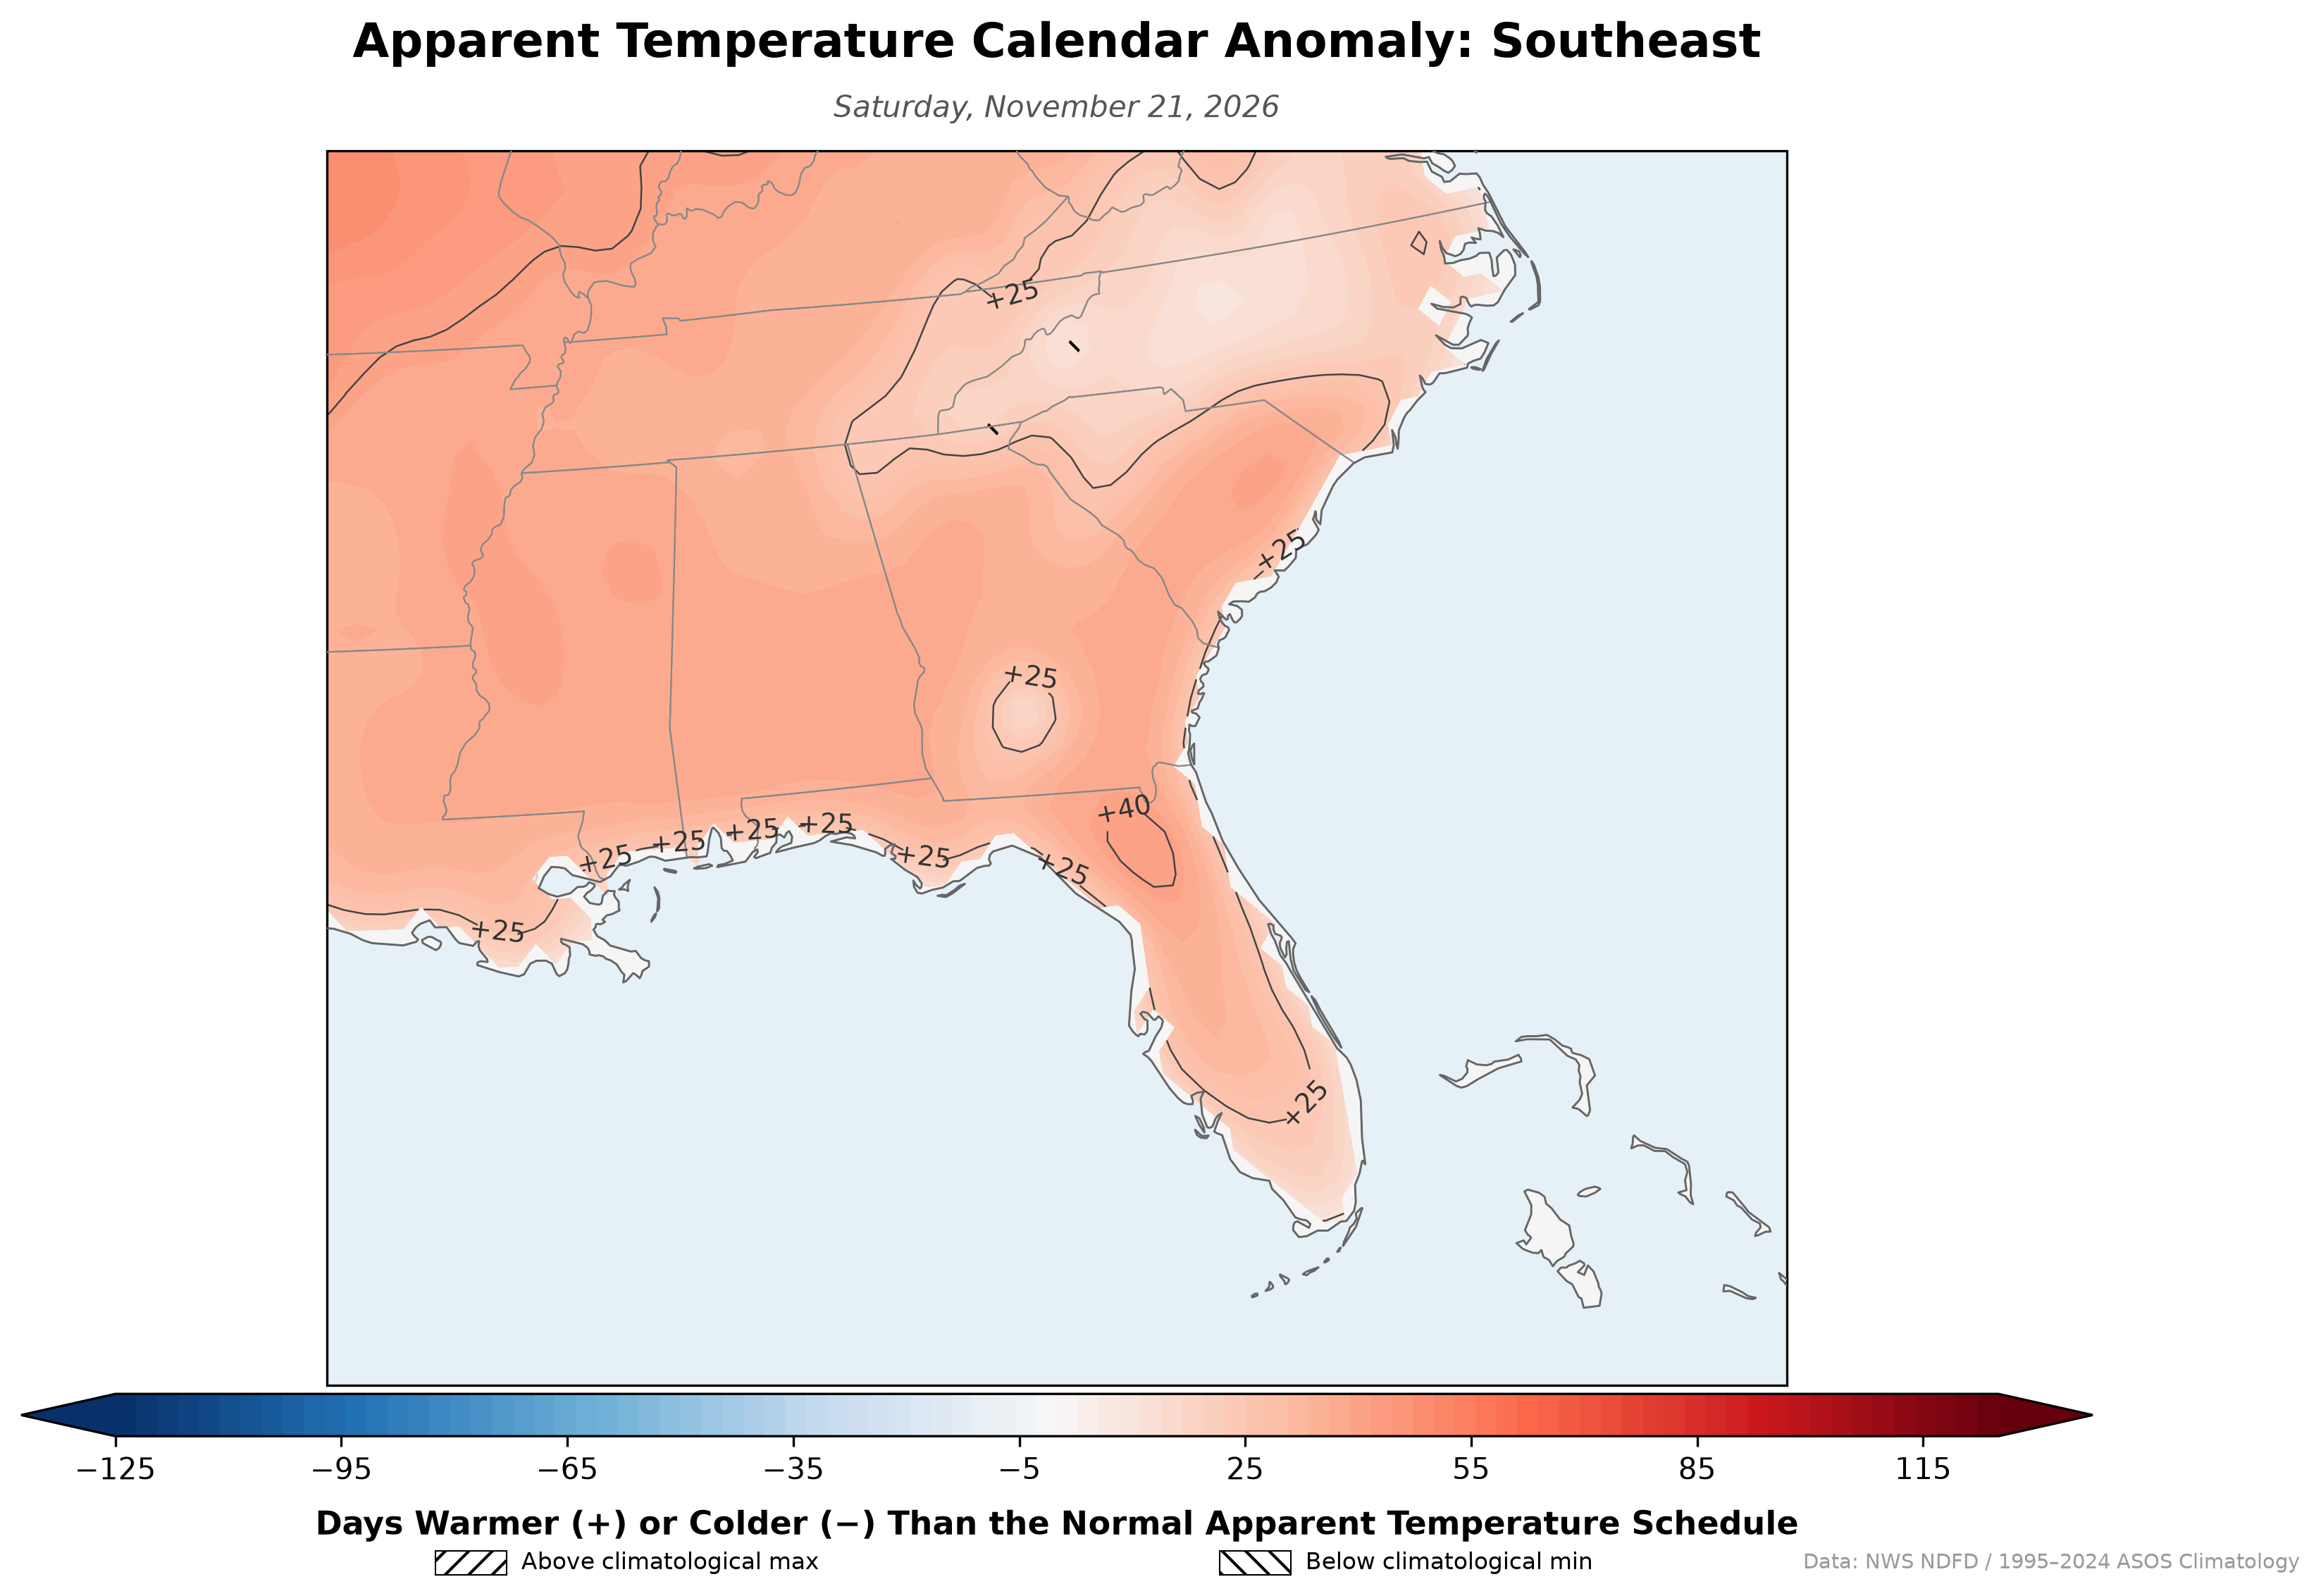 Apparent Temperature Calendar Anomaly: Southeast
Saturday, November 21, 2026
+25
+25
+25
+40
+25
+25
+25
+25
+25
+25
+25
+25
−125 −95 −65 −35 −5 25 55 85 115
Days Warmer (+) or Colder (−) Than the Normal Apparent Temperature Schedule
Above climatological max
Below climatological min
Data: NWS NDFD / 1995–2024 ASOS Climatology